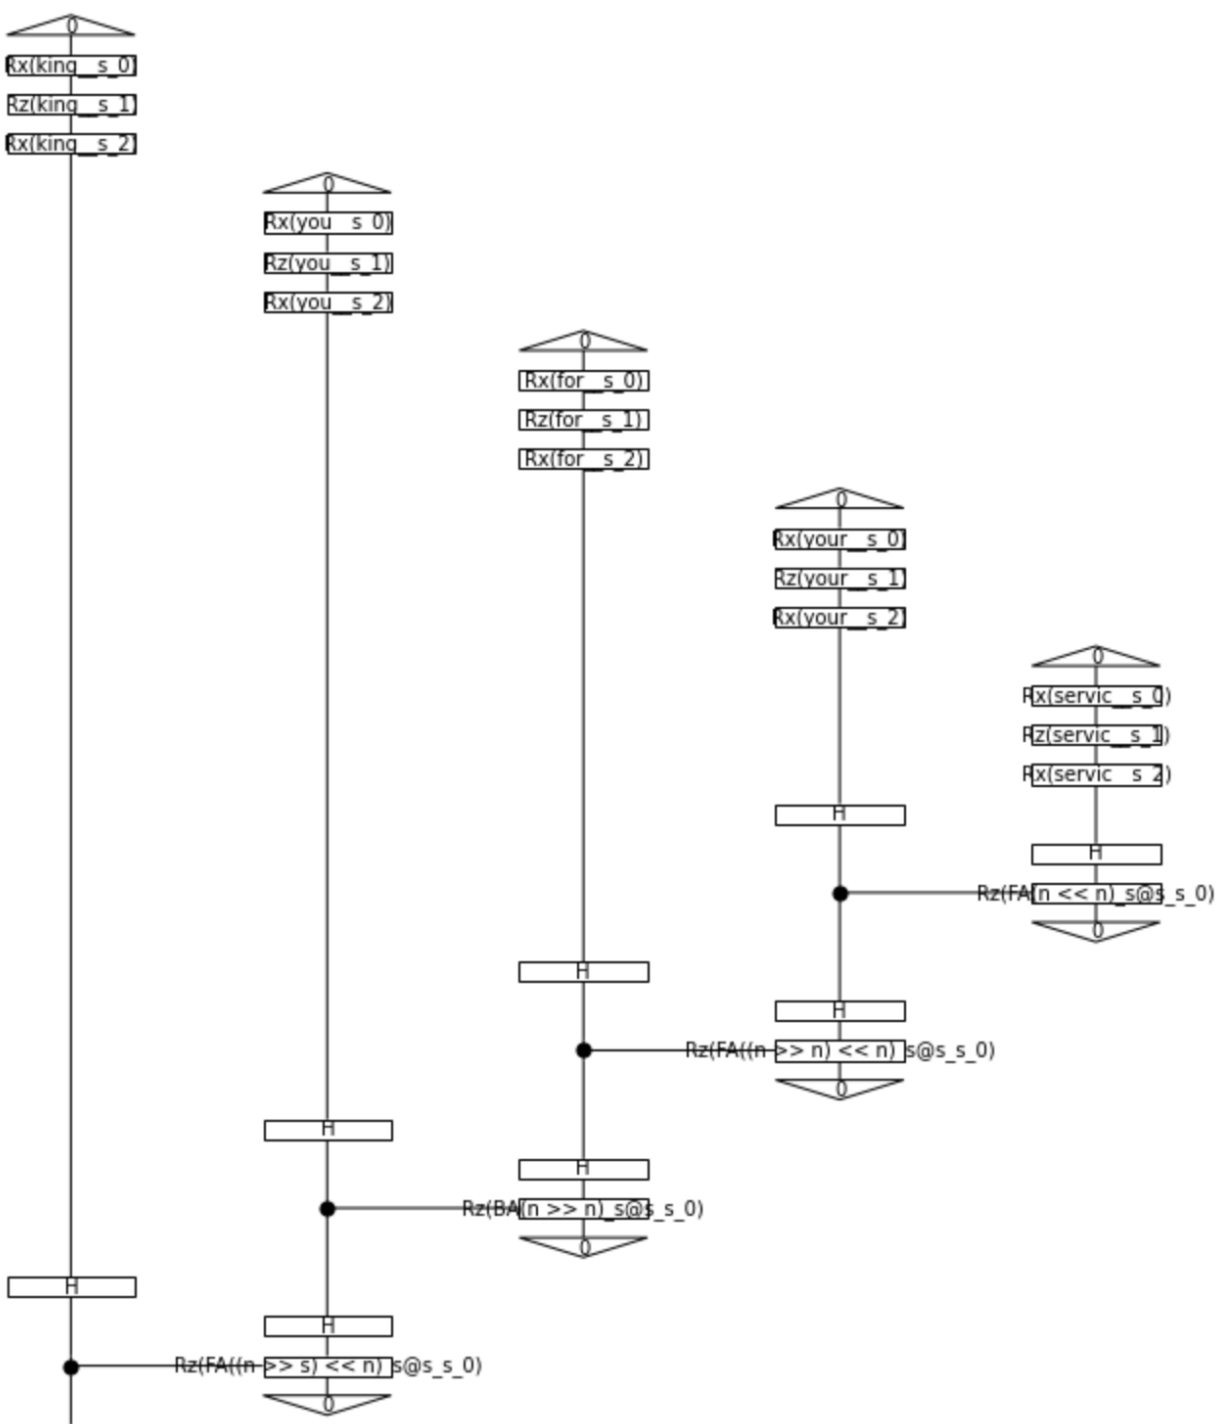 0
Rx(king__s_0)
Rz(king__s_1)
Rx(king__s_2)
0
Rx(you__s_0)
Rz(you__s_1)
Rx(you__s_2)
0
Rx(for__s_0)
Rz(for__s_1)
Rx(for__s_2)
0
Rx(your__s_0)
Rz(your__s_1)
Rx(your__s_2)
0
Rx(servic__s_0)
Rz(servic__s_1)
Rx(servic__s_2)
H
H
Rz(FA(n << n)_s@s_s_0)
0
H
H
Rz(FA((n >> n) << n)_s@s_s_0)
0
H
H
Rz(BA(n >> n)_s@s_s_0)
0
H
H
Rz(FA((n >> s) << n)_s@s_s_0)
0